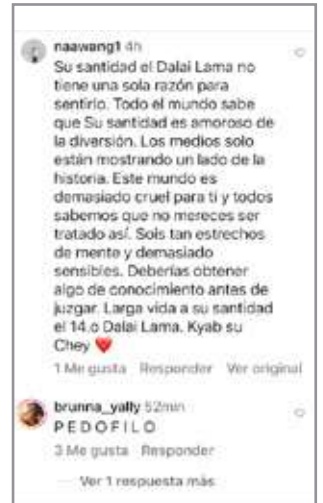 naawang1 4h
Su santidad el Dalai Lama no
tiene una sola razón para
sentirlo. Todo el mundo sabe
que Su santidad es amoroso de
la diversión. Los medios solo
están mostrando un lado de la
historia. Este mundo es
demasiado cruel para ti y todos
sabemos que no mereces ser
tratado así. Sois tan estrechos
de mente y demasiado
sensibles. Deberías obtener
algo de conocimiento antes de
juzgar. Larga vida a su santidad
el 14.o Dalai Lama. Kyab su
Chey ❤️
1 Me gusta Responder Ver original
brunna_yally 52min
P E D O F I L O
3 Me gusta Responder
Ver 1 respuesta más